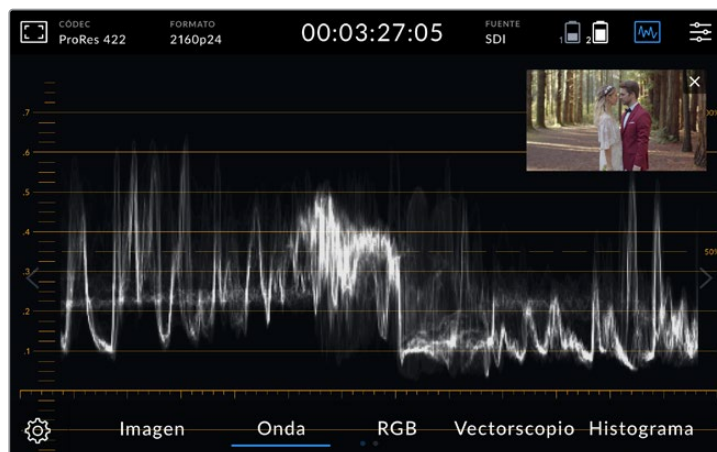 CÓDEC FORMATO FUENTE
ProRes 422 2160p24 00:03:27:05 SDI 1 2
.7
.6
.5
.4
.3
.2
.1
Imagen Onda RGB Vectorscopio Histograma